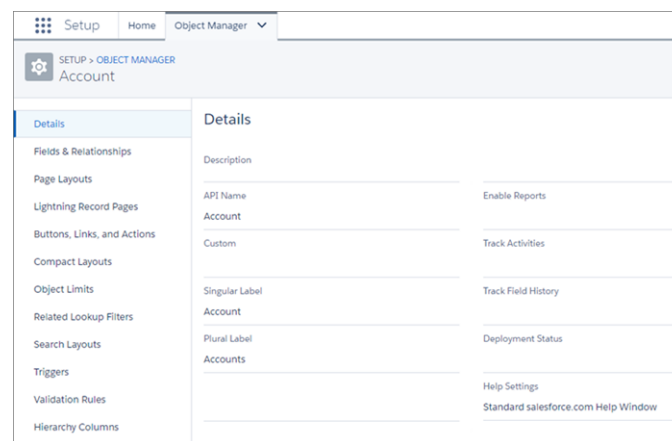 Setup Home Object Manager
SETUP > OBJECT MANAGER
Account
Details
Fields & Relationships
Page Layouts
Lightning Record Pages
Buttons, Links, and Actions
Compact Layouts
Object Limits
Related Lookup Filters
Search Layouts
Triggers
Validation Rules
Hierarchy Columns
Details
Description
API Name
Account
Custom
Singular Label
Account
Plural Label
Accounts
Enable Reports
Track Activities
Track Field History
Deployment Status
Help Settings
Standard salesforce.com Help Window